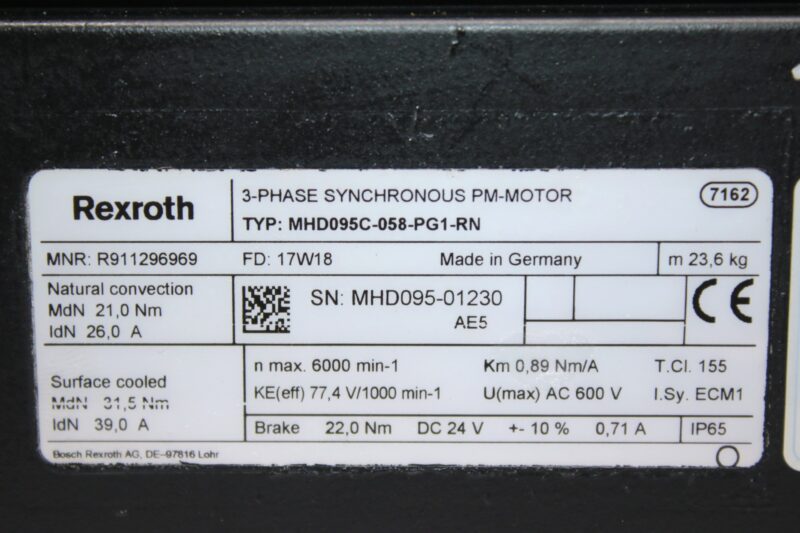 Rexroth
3-PHASE SYNCHRONOUS PM-MOTOR
7162
TYP: MHD095C-058-PG1-RN
MNR: R911296969 FD: 17W18 Made in Germany m 23,6 kg
Natural convection
MdN 21,0 Nm
IdN 26,0 A
SN: MHD095-01230
AE5
CE
Surface cooled
MdN 31,5 Nm
IdN 39,0 A
n max. 6000 min-1 Km 0,89 Nm/A T.Cl. 155
KE(eff) 77,4 V/1000 min-1 U(max) AC 600 V I.Sy. ECM1
Brake 22,0 Nm DC 24 V +- 10 % 0,71 A IP65
Bosch Rexroth AG, DE-97816 Lohr